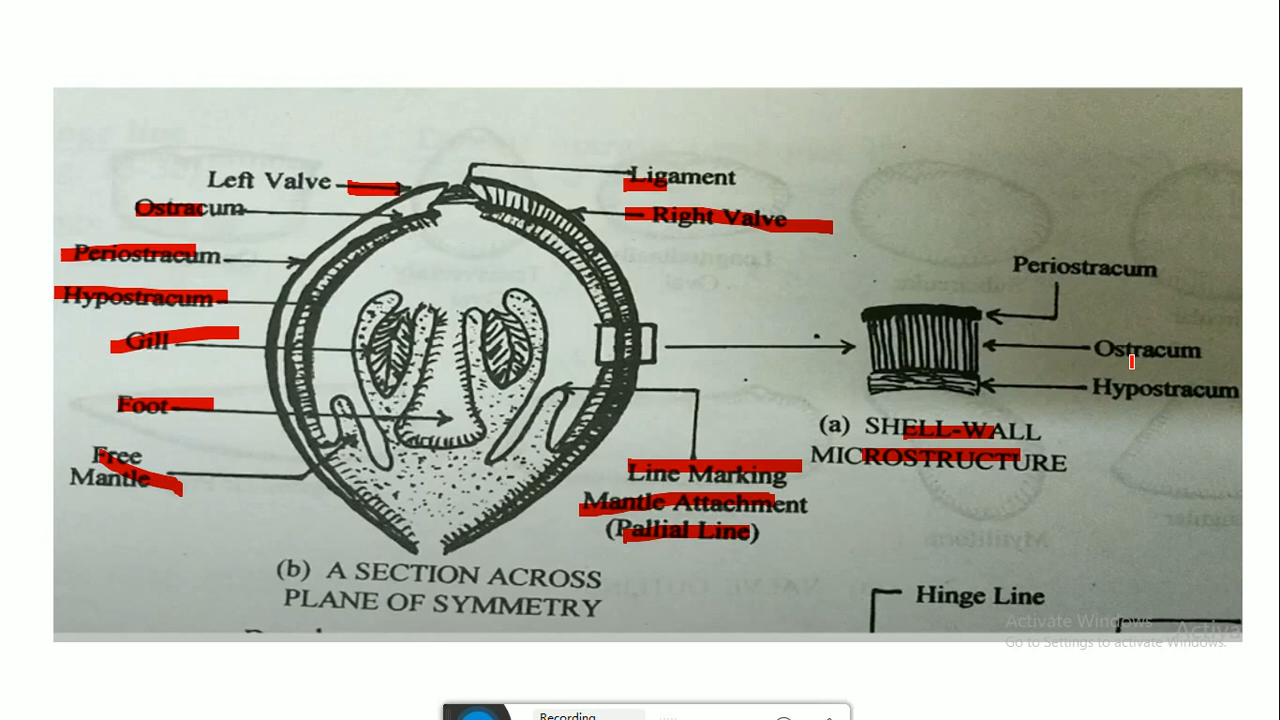 Left Valve
Ostracum
Periostracum
Hypostracum
Gill
Foot
Free
Mantle
Ligament
Right Valve
Line Marking
Mantle Attachment
(Pallial Line)
(b) A SECTION ACROSS
PLANE OF SYMMETRY
Periostracum
Ostracum
Hypostracum
(a) SHELL-WALL
MICROSTRUCTURE
Hinge Line
Activate Windows
Go to Settings to activate Windows.
Recording